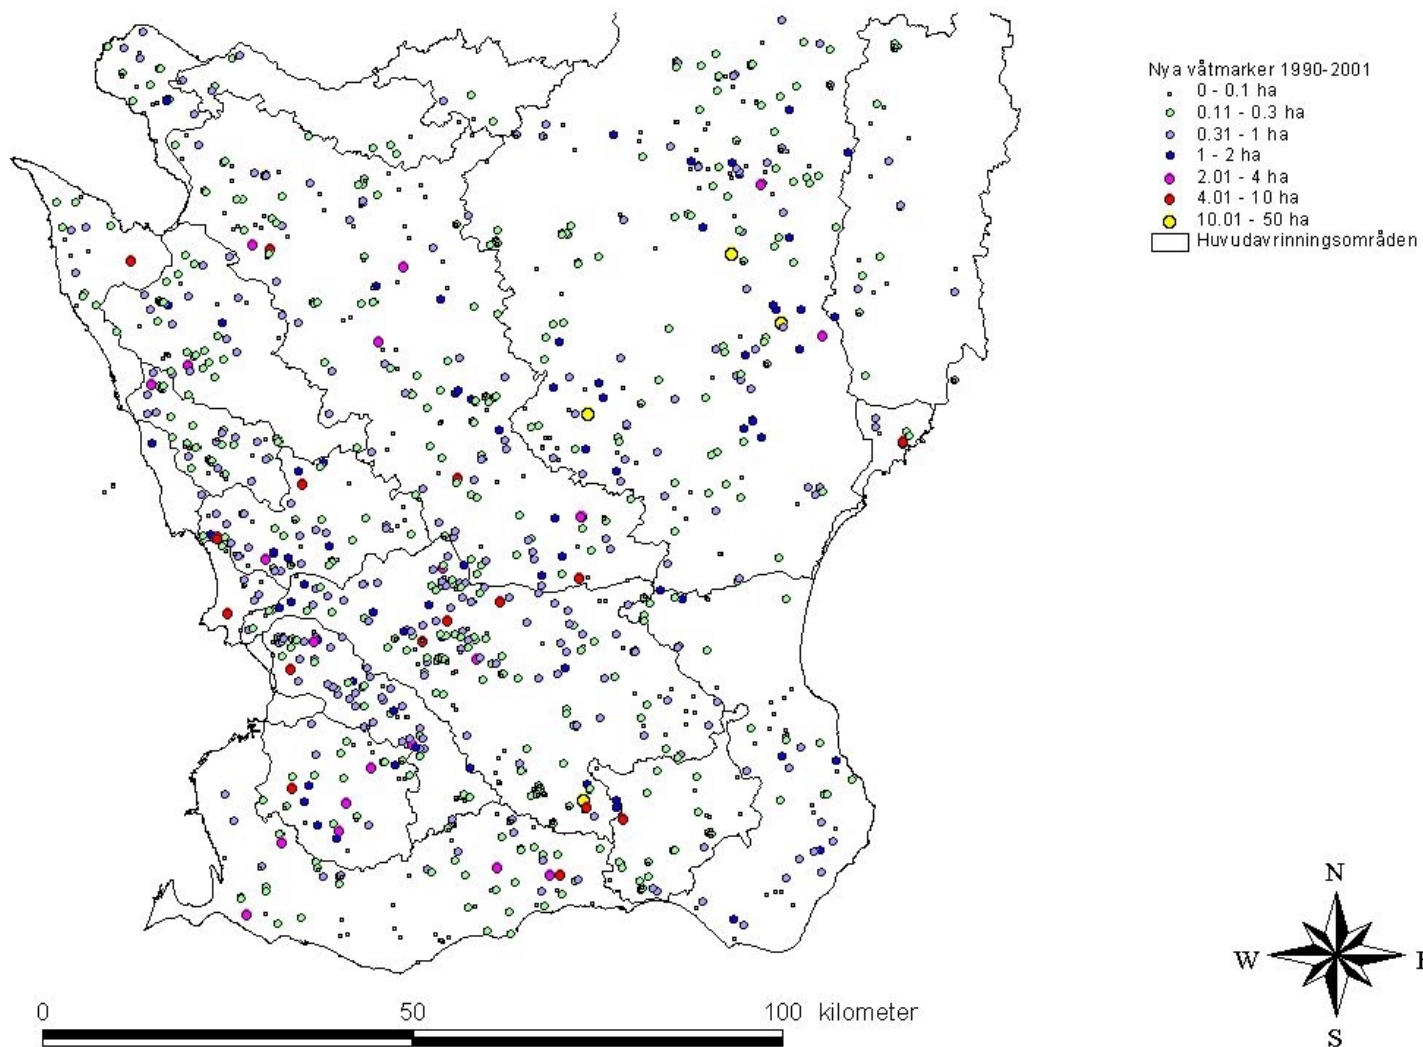 Nya våtmarker 1990-2001
0 - 0.1 ha
0.11 - 0.3 ha
0.31 - 1 ha
1 - 2 ha
2.01 - 4 ha
4.01 - 10 ha
10.01 - 50 ha
Huvudavrinningsområden
N
W
S
0 50 100 kilometer